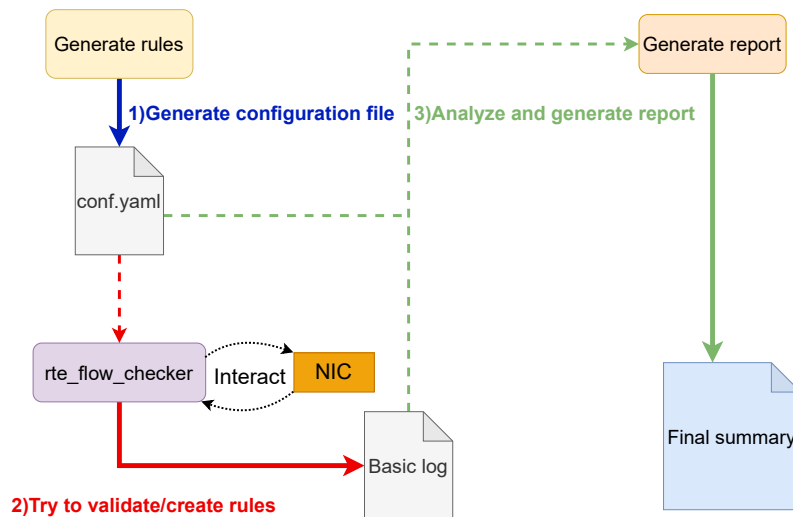 Generate rules
Generate report
1)Generate configuration file
3)Analyze and generate report
conf.yaml
rte_flow_checker
Interact
NIC
Basic log
Final summary
2)Try to validate/create rules